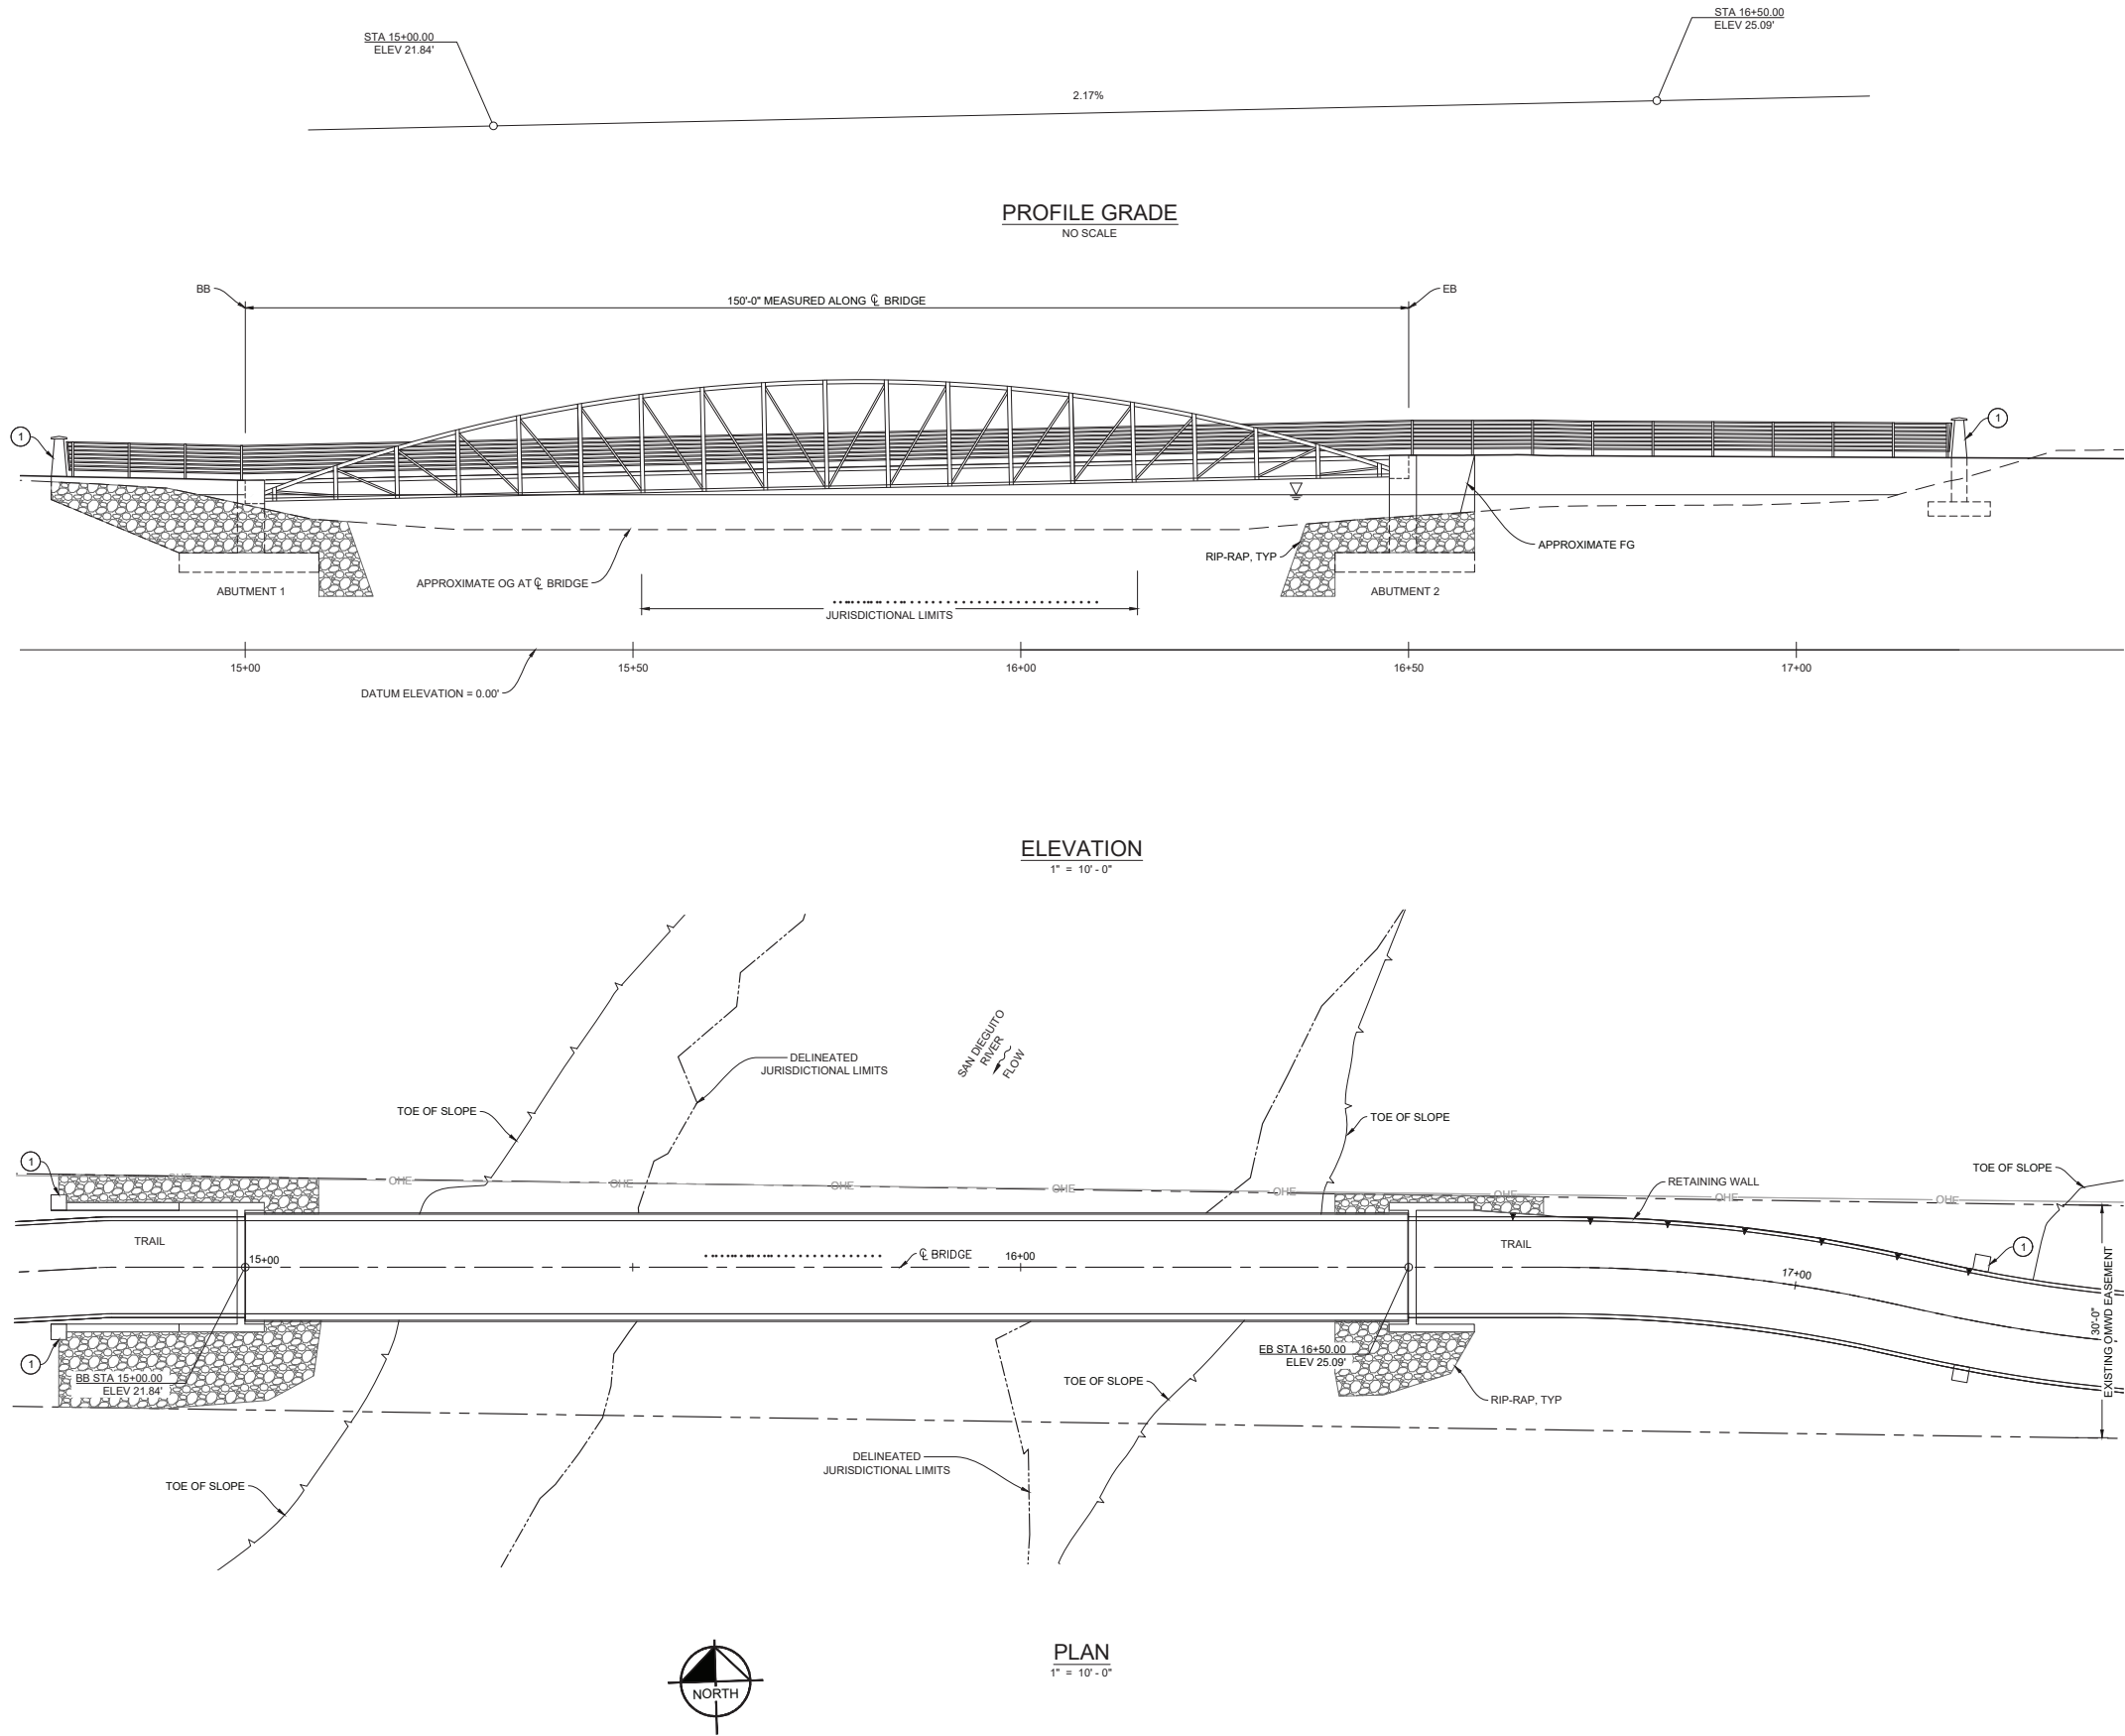 STA 15+00.00
ELEV 21.84'
STA 16+50.00
ELEV 25.09'
2.17%
PROFILE GRADE
NO SCALE
BB
150'-0" MEASURED ALONG ℄ BRIDGE
EB
1
1
RIP-RAP, TYP
APPROXIMATE FG
APPROXIMATE OG AT ℄ BRIDGE
ABUTMENT 1
ABUTMENT 2
JURISDICTIONAL LIMITS
15+00
15+50
16+00
16+50
17+00
DATUM ELEVATION = 0.00'
ELEVATION
1" = 10'-0"
SAN DIEGUITO
RIVER
FLOW
DELINEATED
JURISDICTIONAL LIMITS
TOE OF SLOPE
TOE OF SLOPE
1
TOE OF SLOPE
OHE
OHE
OHE
OHE
OHE
OHE
OHE
OHE
OHE
RETAINING WALL
TRAIL
15+00
℄ BRIDGE
16+00
TRAIL
1
17+00
30'-0"
EXISTING OMWD EASEMENT
1
BB STA 15+00.00
ELEV 21.84'
EB STA 16+50.00
ELEV 25.09'
TOE OF SLOPE
RIP-RAP, TYP
DELINEATED
JURISDICTIONAL LIMITS
TOE OF SLOPE
NORTH
PLAN
1" = 10'-0"